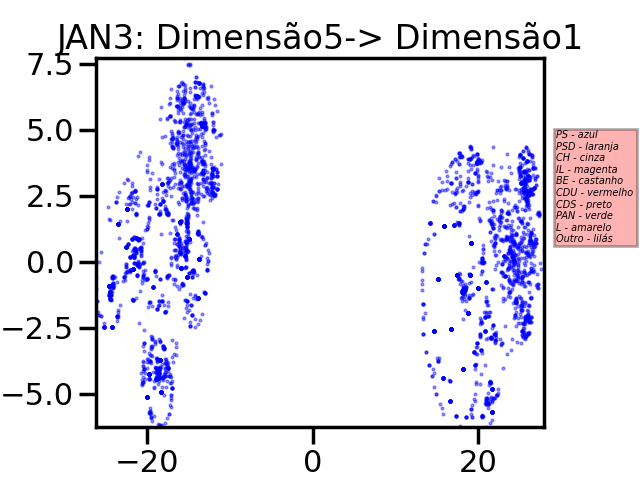 JAN3: Dimensão5-> Dimensão1
7.5
5.0
2.5
0.0
−2.5
−5.0
−20
0
20
PS - azul
PSD - laranja
CH - cinza
IL - magenta
BE - castanho
CDU - vermelho
CDS - preto
PAN - verde
L - amarelo
Outro - lilás